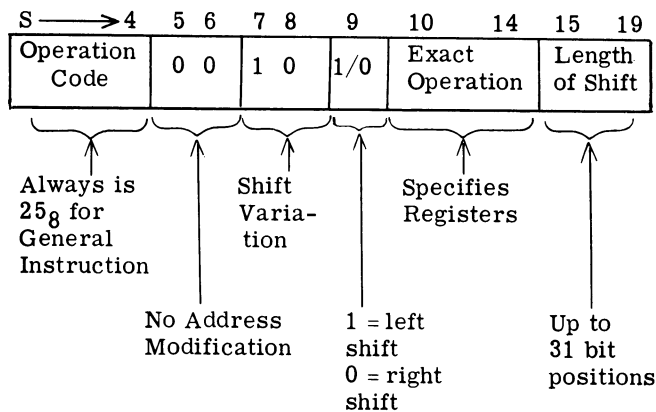 S 4 5 6 7 8 9 10 14 15 19
Operation Code 0 0 1 0 1/0 Exact Operation Length of Shift
Always is
25₈ for
General
Instruction
Shift
Varia-
tion
Specifies
Registers
No Address
Modification
1 = left
shift
0 = right
shift
Up to
31 bit
positions